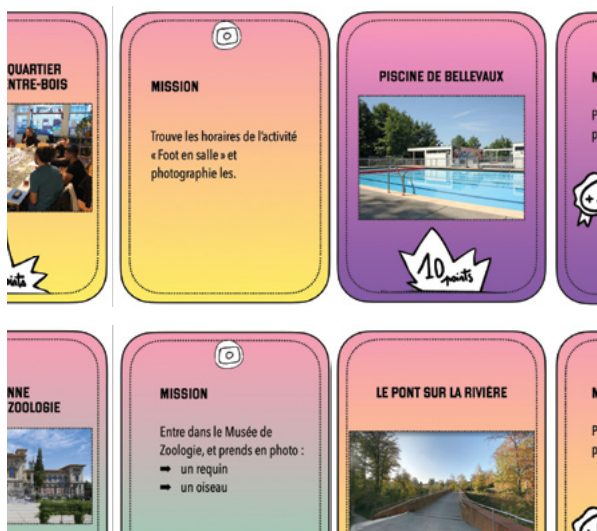 QUARTIER
NTRE-BOIS
points
MISSION
Trouve les horaires de l'activité
« Foot en salle » et
photographie les.
PISCINE DE BELLEVAUX
10 points
M
P
p
+
NNE
ZOOLOGIE
MISSION
Entre dans le Musée de
Zoologie, et prends en photo :
➡ un requin
➡ un oiseau
LE PONT SUR LA RIVIÈRE
M
P
p